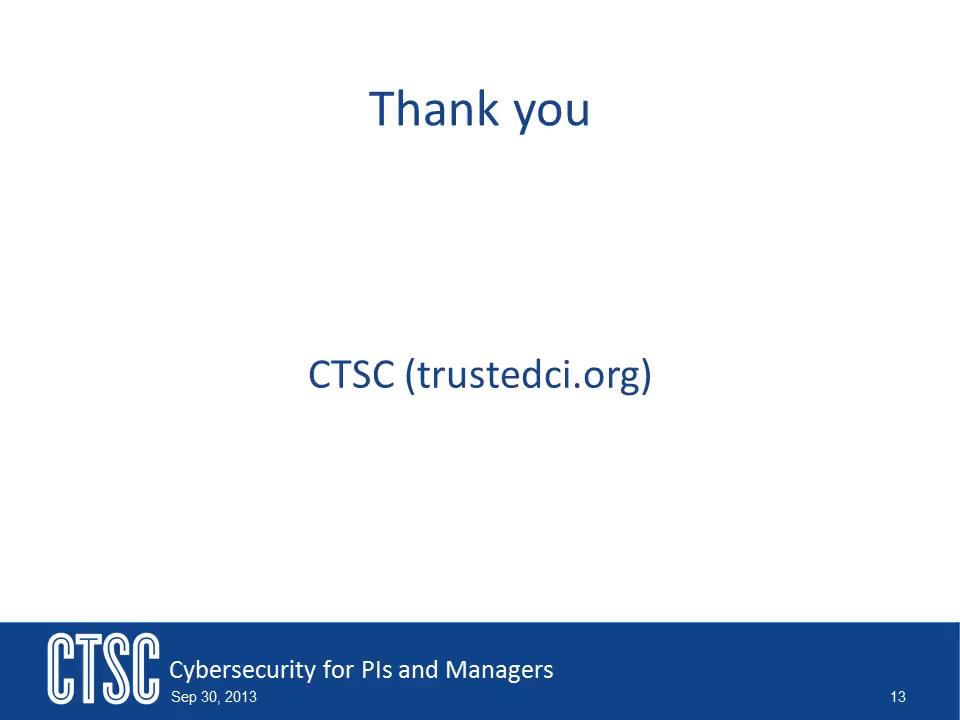 Thank you
CTSC (trustedci.org)
CTSC
Cybersecurity for PIs and Managers
Sep 30, 2013
13